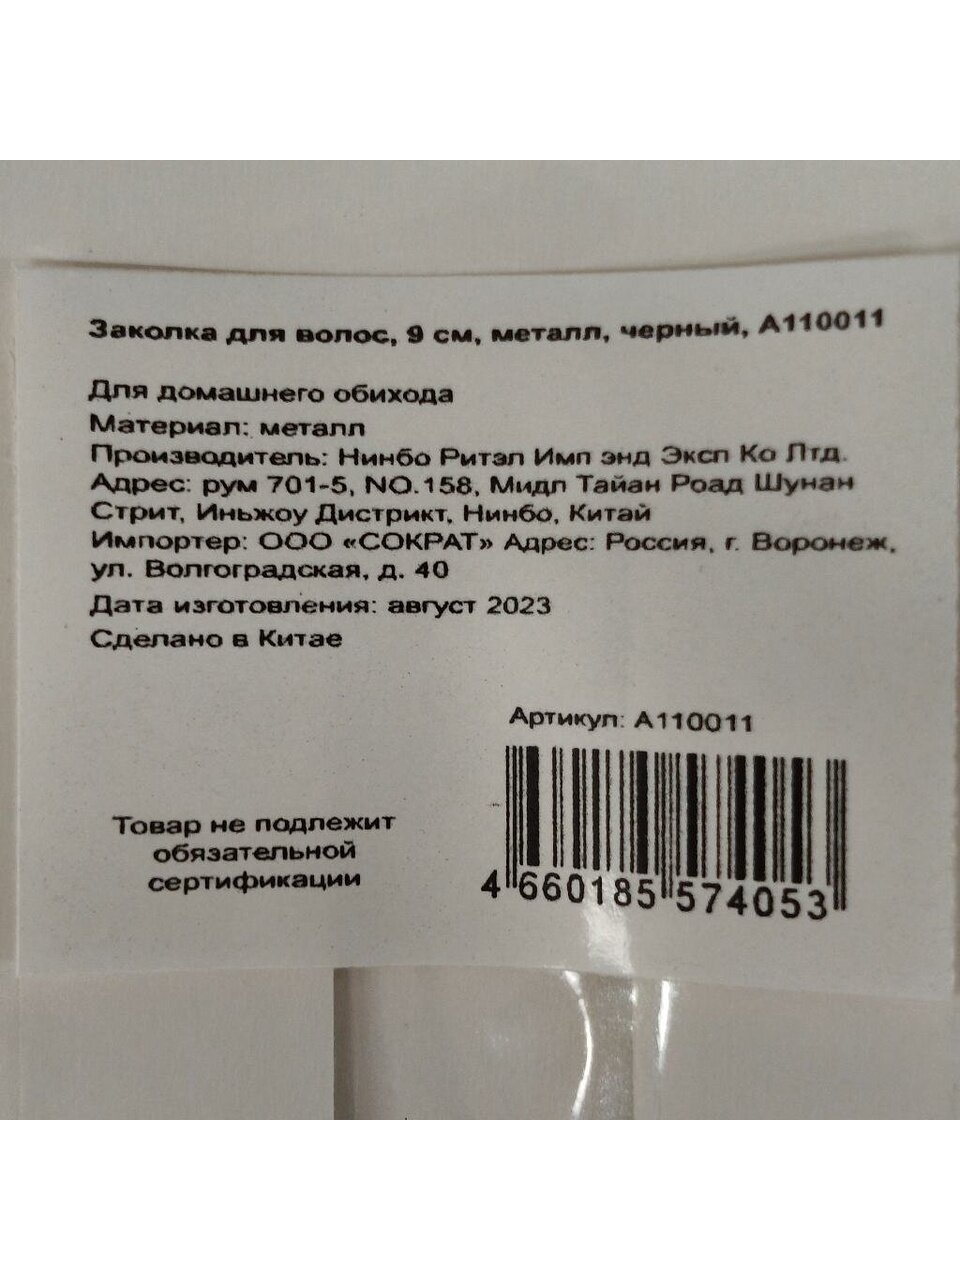 Заколка для волос, 9 см, металл, черный, А110011
Для домашнего обихода
Материал: металл
Производитель: Нинбо Ритэл Имп энд Эксп Ко Лтд.
Адрес: рум 701-5, NO.158, Мидл Тайан Роад Шунан
Стрит, Иньжоу Дистрикт, Нинбо, Китай
Импортер: ООО «СОКРАТ» Адрес: Россия, г. Воронеж,
ул. Волгоградская, д. 40
Дата изготовления: август 2023
Сделано в Китае
Артикул: А110011
Товар не подлежит
обязательной
сертификации
4 660185 574053